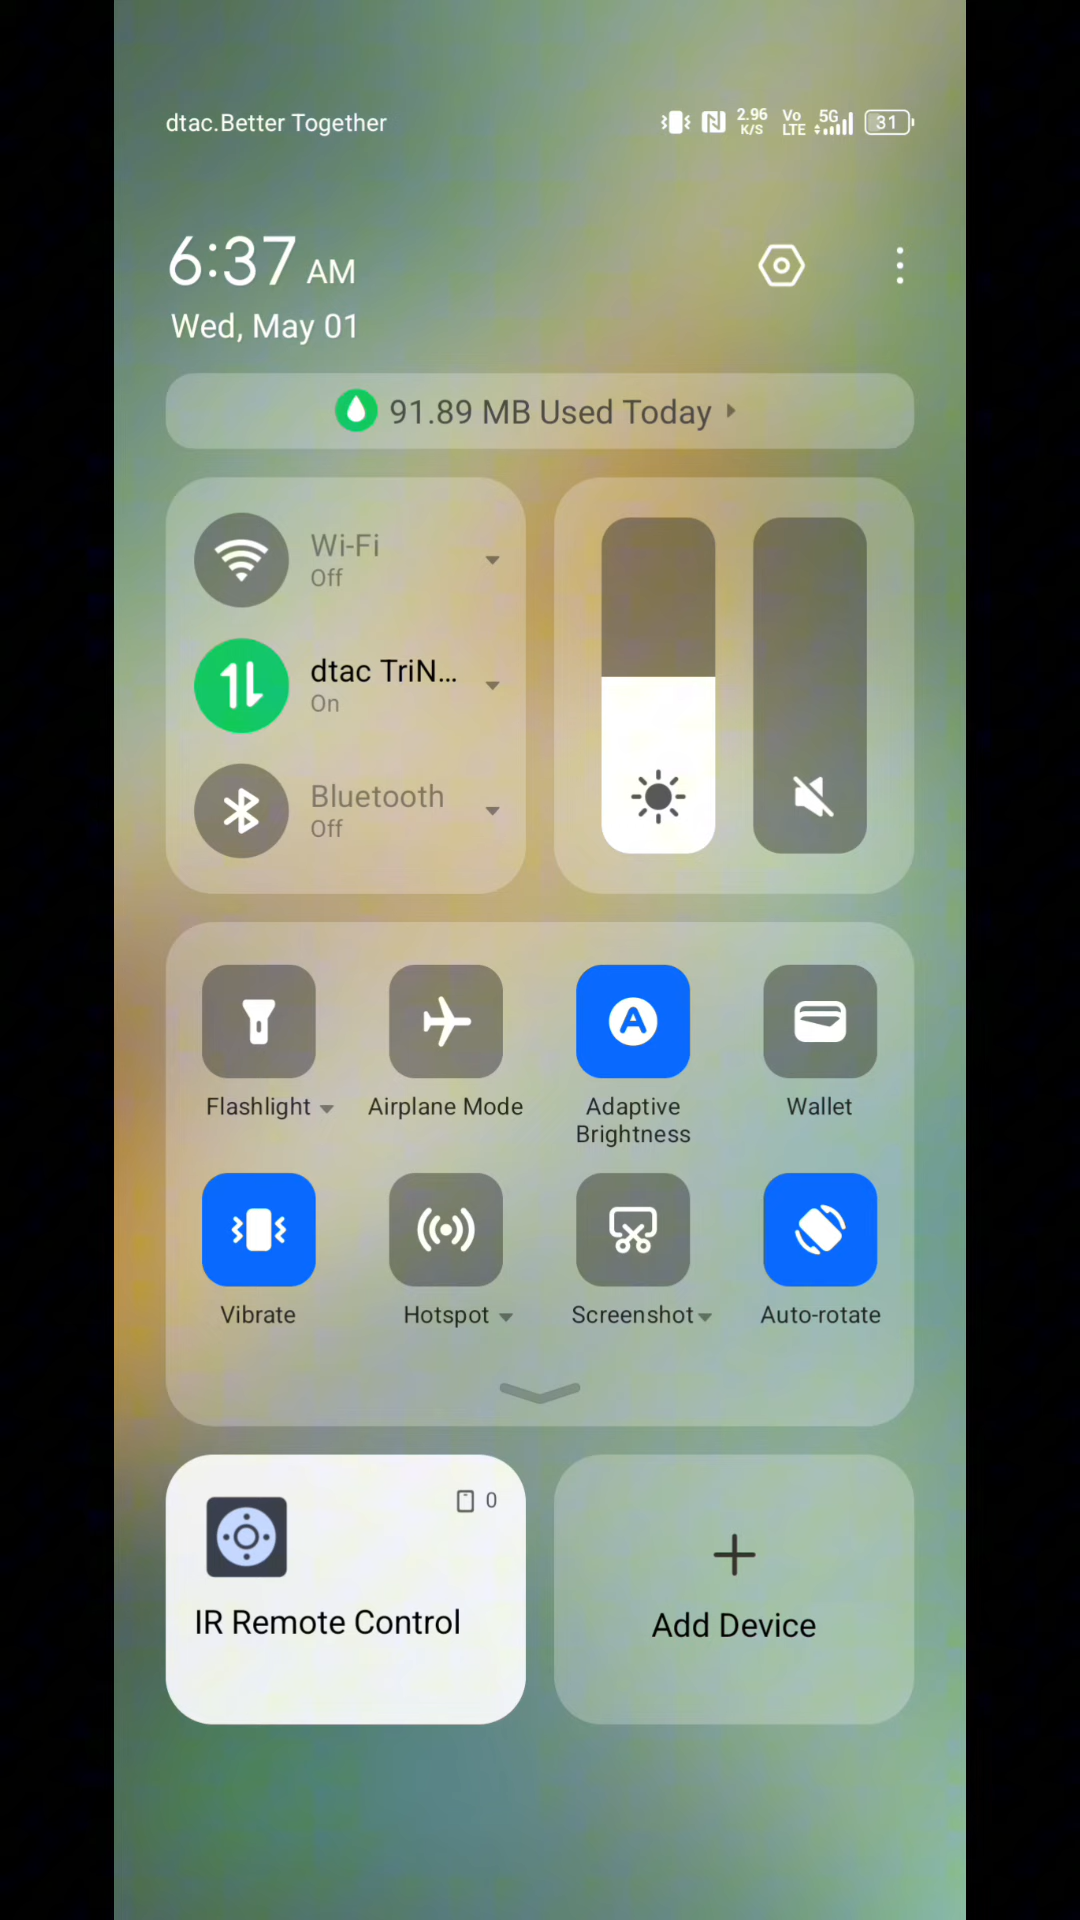 dtac.Better Together
2.96 K/S Vo LTE 5G 31
6:37 AM
Wed, May 01
91.89 MB Used Today
Wi-Fi
Off
dtac TriN...
On
Bluetooth
Off
Flashlight
Airplane Mode
A
Adaptive Brightness
Wallet
Vibrate
Hotspot
Screenshot
Auto-rotate
0
IR Remote Control
Add Device